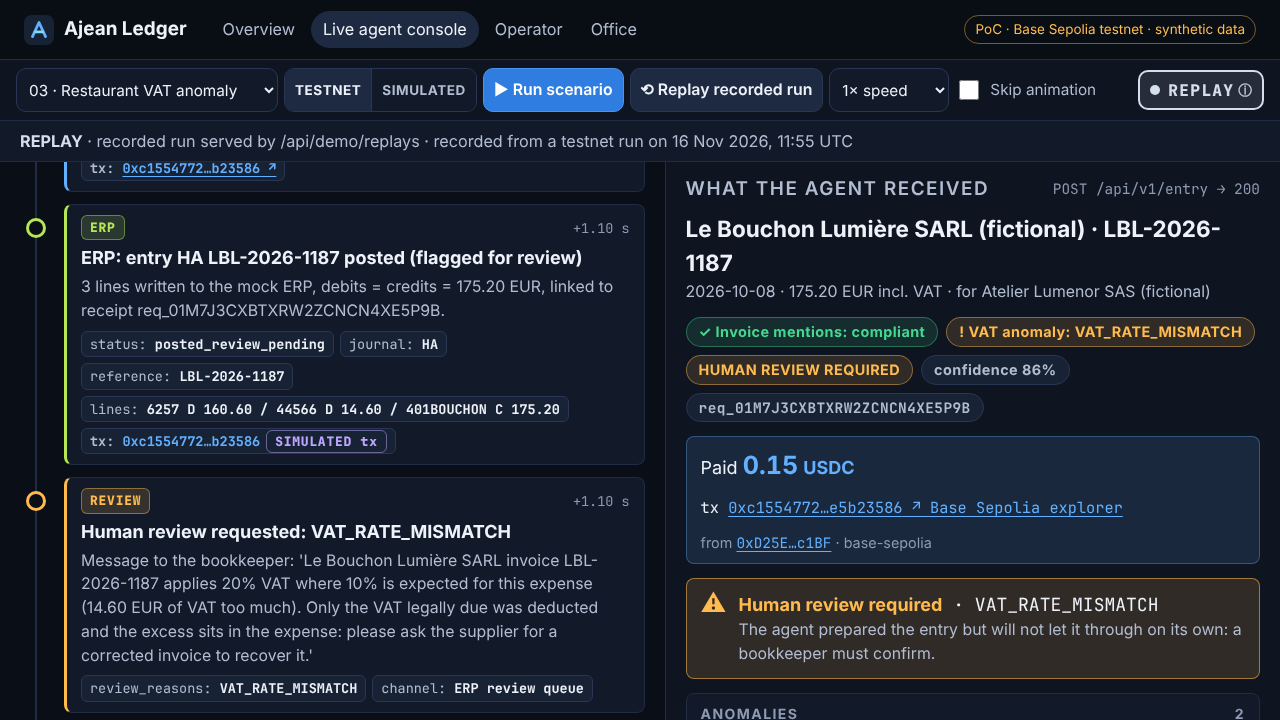 Ajean Ledger
Overview
Live agent console
Operator
Office
PoC · Base Sepolia testnet · synthetic data
03 · Restaurant VAT anomaly
TESTNET
SIMULATED
▶ Run scenario
⟲ Replay recorded run
1× speed
Skip animation
REPLAY ⓘ
REPLAY · recorded run served by /api/demo/replays · recorded from a testnet run on 16 Nov 2026, 11:55 UTC
tx: 0xc1554772…b23586 ↗
ERP
+1.10 s
ERP: entry HA LBL-2026-1187 posted (flagged for review)
3 lines written to the mock ERP, debits = credits = 175.20 EUR, linked to
receipt req_01M7J3CXBTXRW2ZCNCN4XE5P9B.
status: posted_review_pending
journal: HA
reference: LBL-2026-1187
lines: 6257 D 160.60 / 44566 D 14.60 / 401BOUCHON C 175.20
tx: 0xc1554772…b23586 SIMULATED tx
REVIEW
+1.10 s
Human review requested: VAT_RATE_MISMATCH
Message to the bookkeeper: 'Le Bouchon Lumière SARL invoice LBL-
2026-1187 applies 20% VAT where 10% is expected for this expense
(14.60 EUR of VAT too much). Only the VAT legally due was deducted
and the excess sits in the expense: please ask the supplier for a
corrected invoice to recover it.'
review_reasons: VAT_RATE_MISMATCH
channel: ERP review queue
WHAT THE AGENT RECEIVED
POST /api/v1/entry → 200
Le Bouchon Lumière SARL (fictional) · LBL-2026-
1187
2026-10-08 · 175.20 EUR incl. VAT · for Atelier Lumenor SAS (fictional)
✓ Invoice mentions: compliant
! VAT anomaly: VAT_RATE_MISMATCH
HUMAN REVIEW REQUIRED
confidence 86%
req_01M7J3CXBTXRW2ZCNCN4XE5P9B
Paid 0.15 USDC
tx 0xc1554772…e5b23586 ↗ Base Sepolia explorer
from 0xD25E…c1BF · base-sepolia
Human review required · VAT_RATE_MISMATCH
The agent prepared the entry but will not let it through on its own: a
bookkeeper must confirm.
ANOMALIES
2